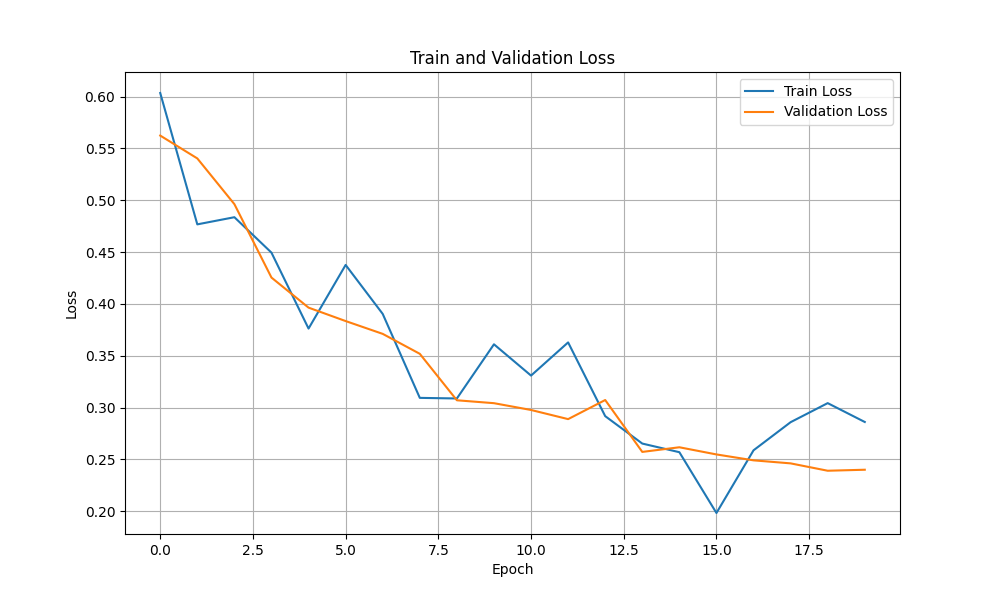 Train and Validation Loss
Train Loss
Validation Loss
0.60
0.55
0.50
0.45
0.40
0.35
0.30
0.25
0.20
Loss
0.0 2.5 5.0 7.5 10.0 12.5 15.0 17.5
Epoch